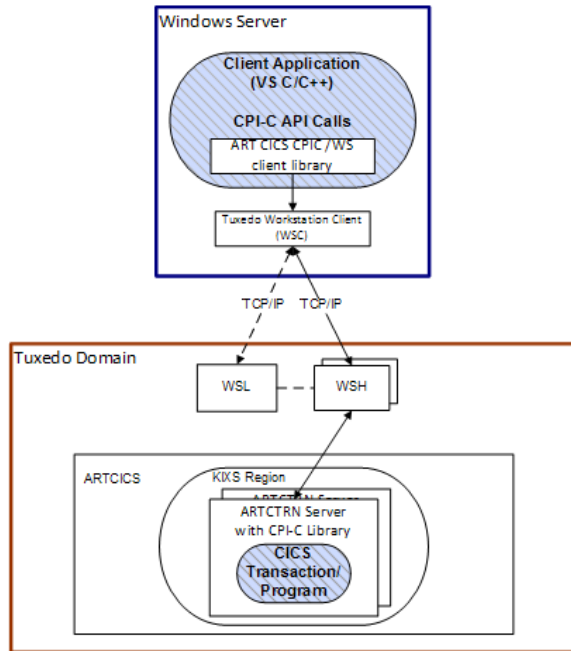 Windows Server
Client Application
(VS C/C++)
CPI-C API Calls
ART CICS CPIC /WS
client library
Tuxedo Workstation Client
(WSC)
TCP/IP
TCP/IP
Tuxedo Domain
WSL
WSH
ARTCICS
KIXS Region
ARTCTRN Server
ARTCTRN Server
with CPI-C Library
CICS
Transaction/
Program